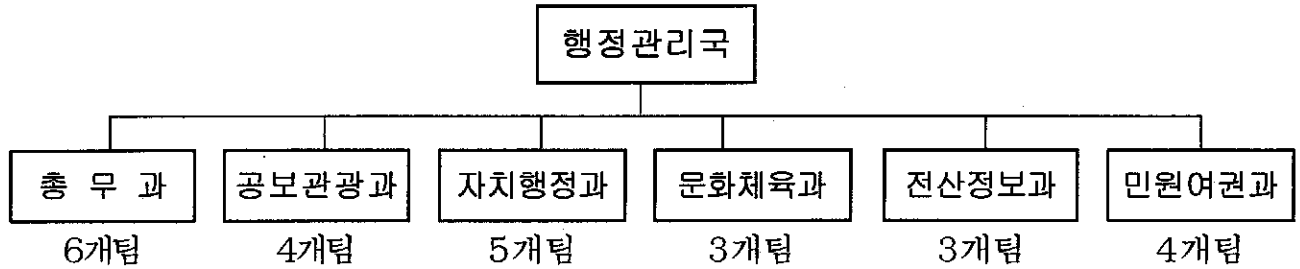 행정관리국
총 무 과 공보관광과 자치행정과 문화체육과 전산정보과 민원여권과
6개팀 4개팀 5개팀 3개팀 3개팀 4개팀